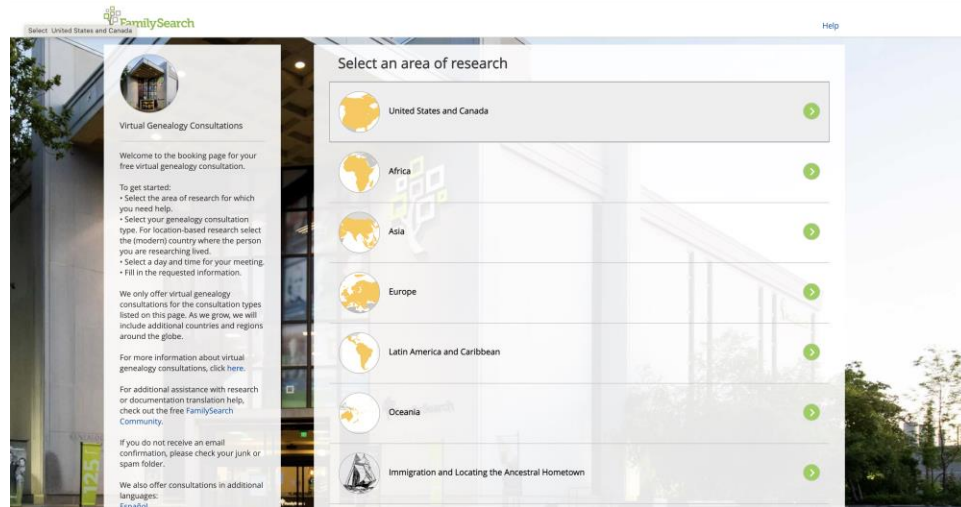 FamilySearch
Select United States and Canada
Help
Virtual Genealogy Consultations
Welcome to the booking page for your
free virtual genealogy consultation.
To get started:
• Select the area of research for which
you need help.
• Select your genealogy consultation
type. For location-based research select
the (modern) country where the person
you are researching lived.
• Select a day and time for your meeting.
• Fill in the requested information.
We only offer virtual genealogy
consultations for the consultation types
listed on this page. As we grow, we will
include additional countries and regions
around the globe.
For more information about virtual
genealogy consultations, click here.
For additional assistance with research
or documentation translation help,
check out the free FamilySearch
Community.
If you do not receive an email
confirmation, please check your junk or
spam folder.
We also offer consultations in additional
languages:
Español
Select an area of research
United States and Canada
Africa
Asia
Europe
Latin America and Caribbean
Oceania
Immigration and Locating the Ancestral Hometown
125